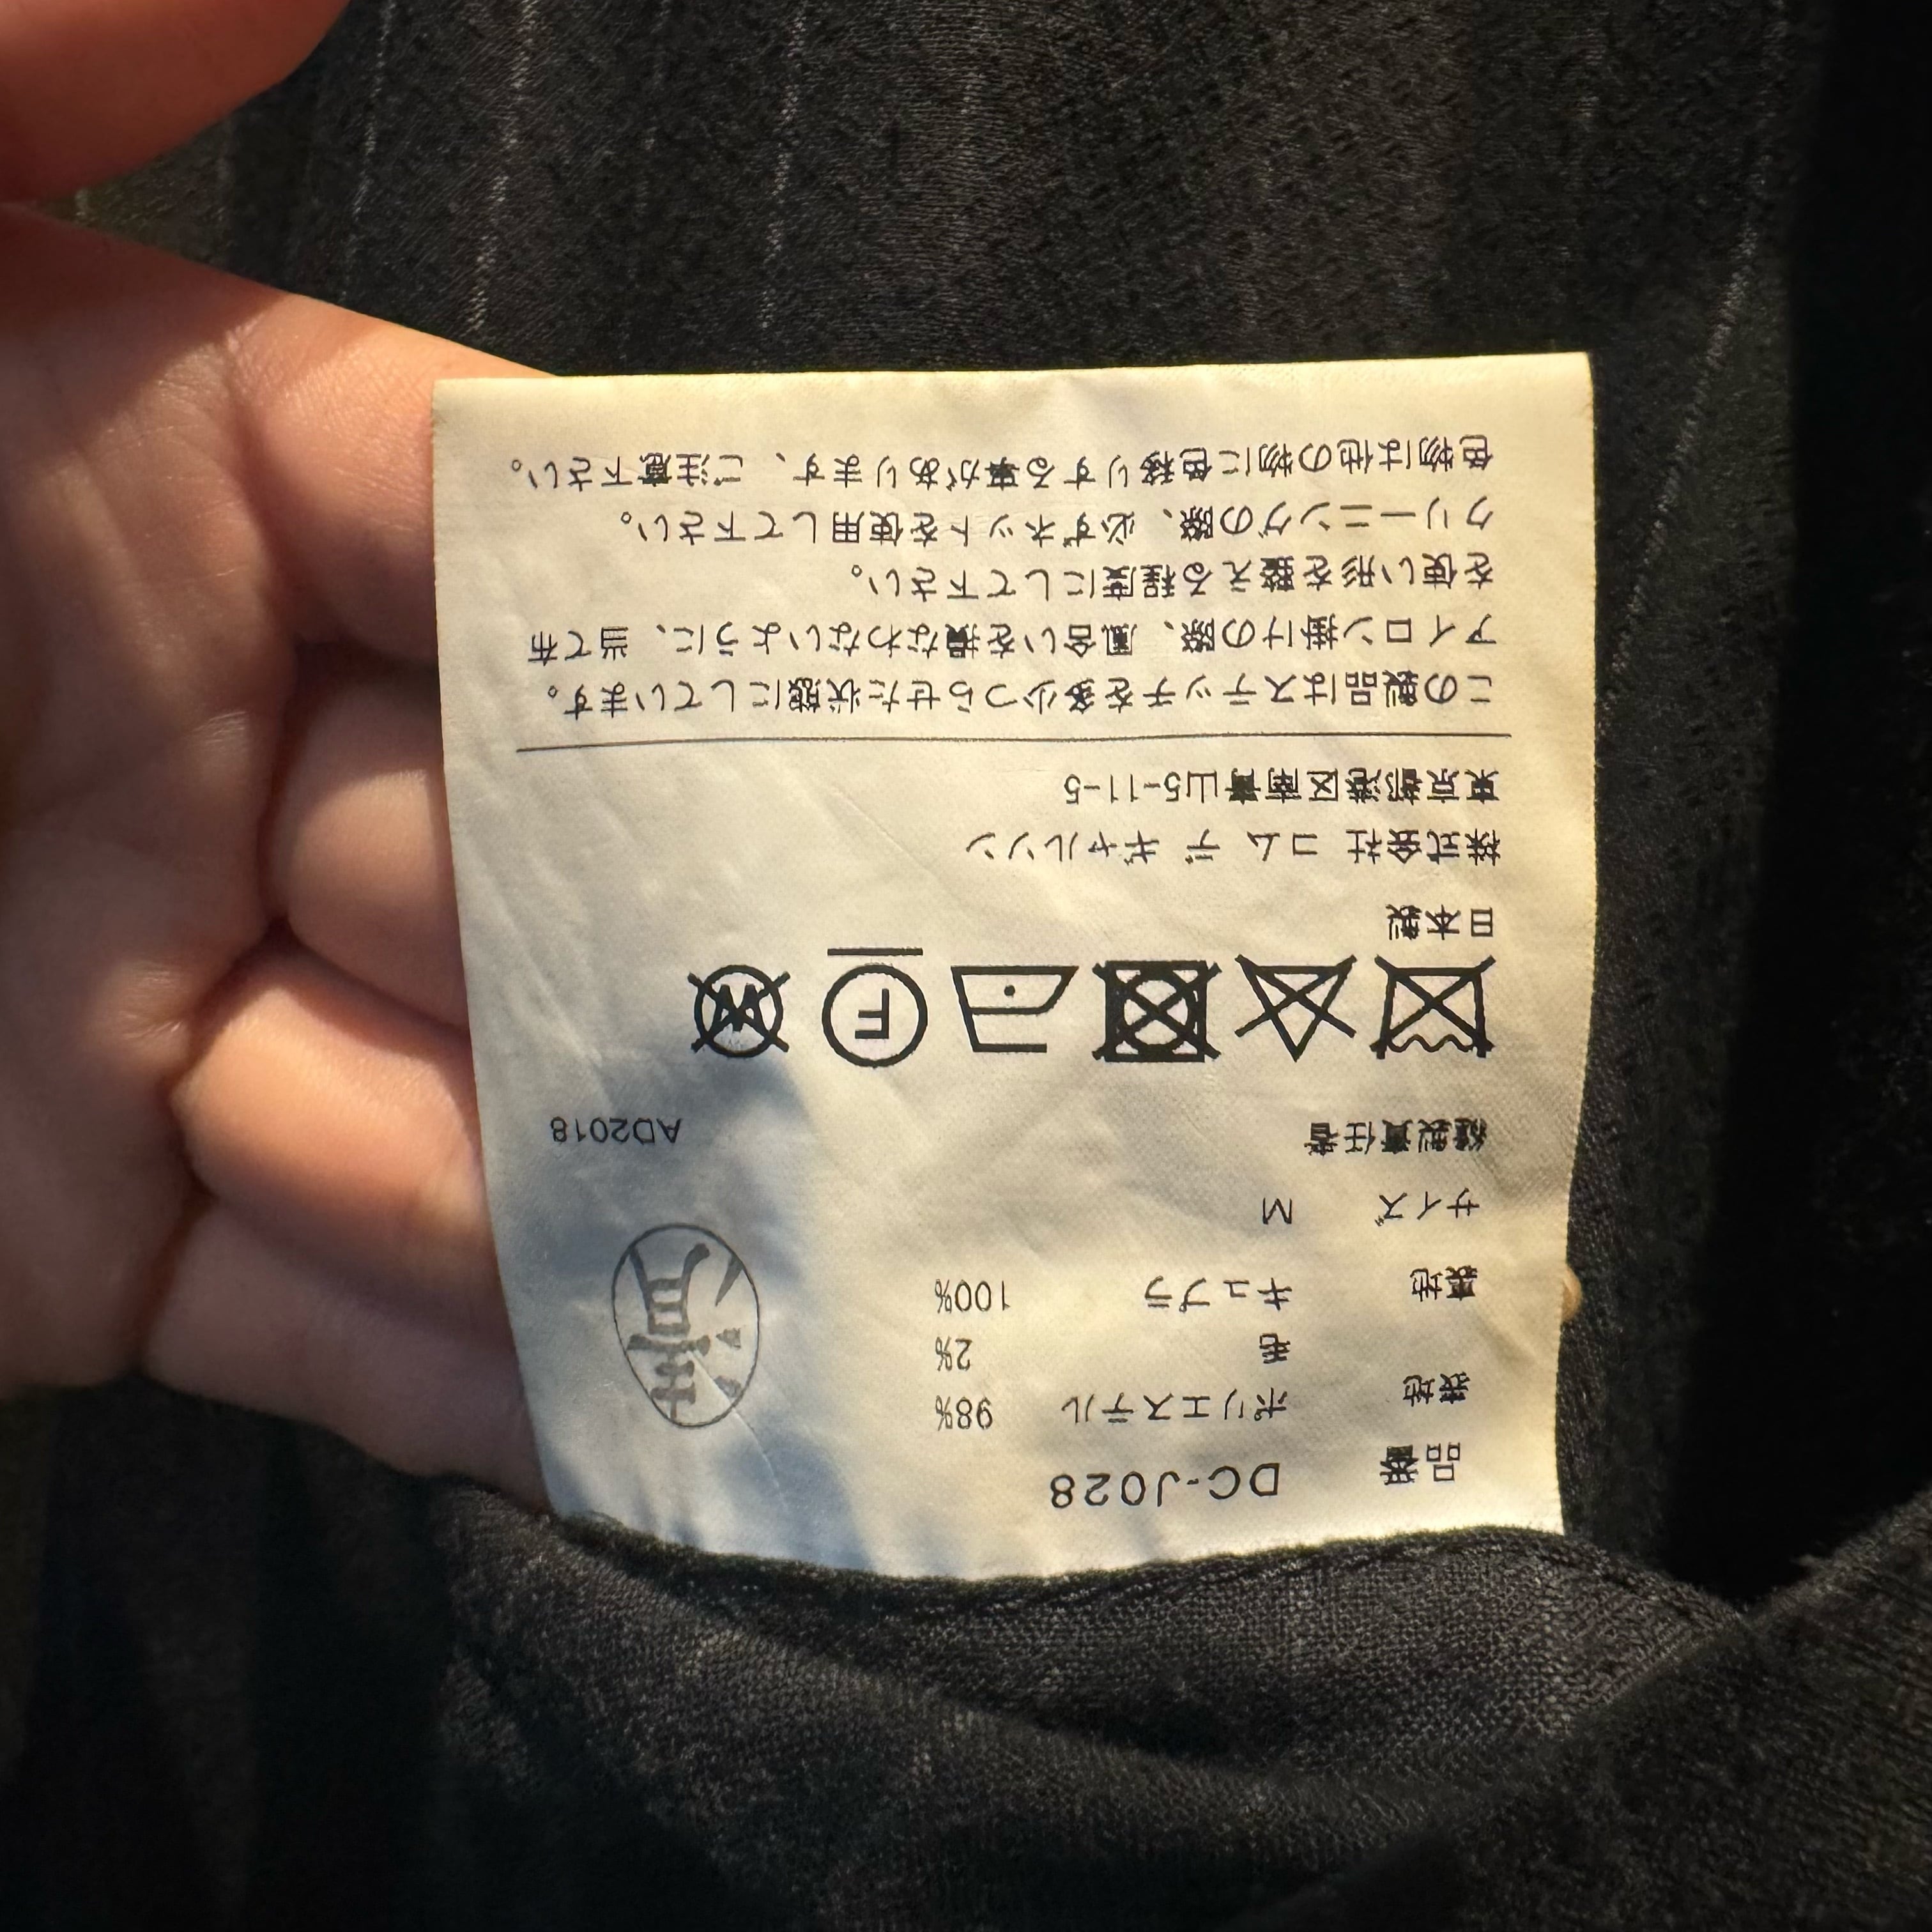 品番 DC-J028
表地 ポリエステル 98%
毛 2%
裏地 キュプラ 100%
サイズ M
縫製責任者 AD2018
F
W
日本製
株式会社 コム デ ギャルソン
東京都港区南青山5-11-5
この製品はステッチを多少つらせた状態にしています。
アイロン掛けの際、風合いを損なわないように、当て布
を使い形を整える程度にして下さい。
クリーニングの際、必ずネットを使用して下さい。
色物は他の物に色移りする事があります、ご注意下さい。